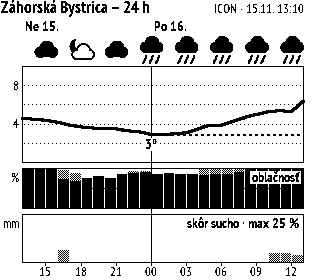 Záhorská Bystrica – 24 h
ICON · 15.11. 13:10
Ne 15.
Po 16.
8
4
3°
%
oblačnosť
mm
skôr sucho · max 25 %
15 18 21 00 03 06 09 12